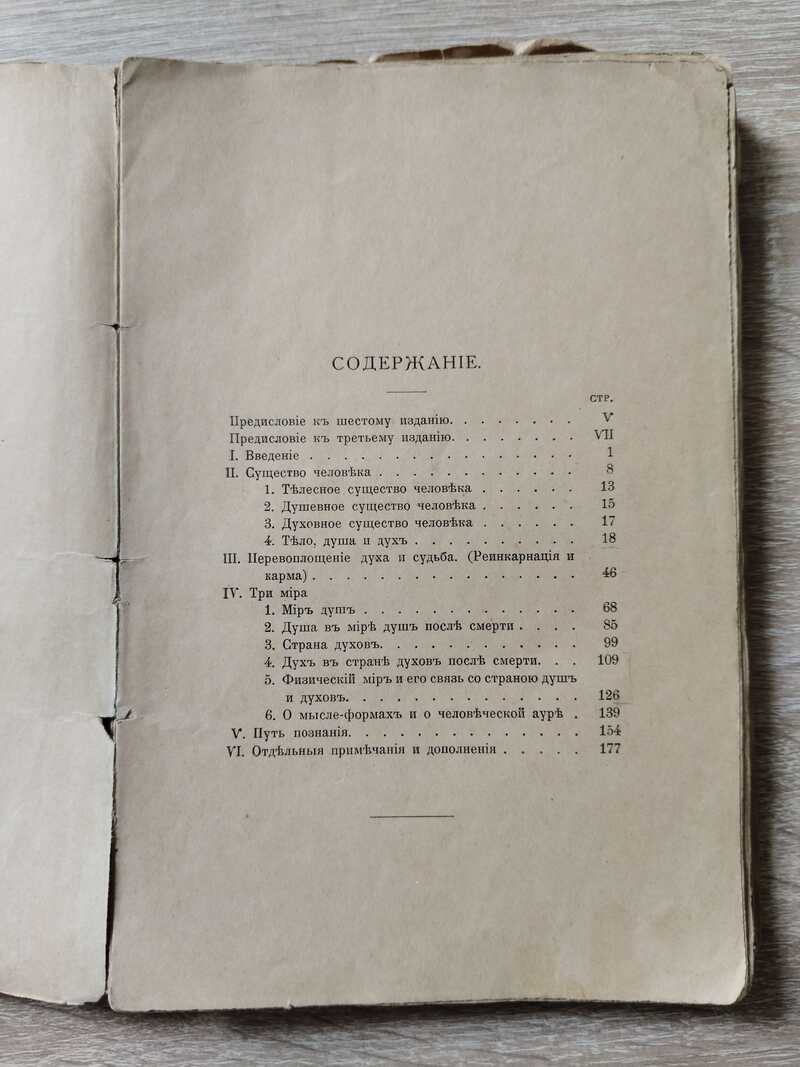 СОДЕРЖАНІЕ.
СТР.
Предисловіе къ шестому изданію. . . . . . . . V
Предисловіе къ третьему изданію. . . . . . . . VII
I. Введеніе . . . . . . . . . . . . . . . . 1
II. Существо человѣка . . . . . . . . . . . . 8
1. Тѣлесное существо человѣка . . . . . . 13
2. Душевное существо человѣка . . . . . . 15
3. Духовное существо человѣка . . . . . . 17
4. Тѣло, душа и духъ . . . . . . . . . . 18
III. Перевоплощеніе духа и судьба. (Реинкарнація и
карма) . . . . . . . . . . . . . . . . 46
IV. Три міра
1. Міръ душъ . . . . . . . . . . . . . 68
2. Душа въ мірѣ душъ послѣ смерти . . . . 85
3. Страна духовъ. . . . . . . . . . . . 99
4. Духъ въ странѣ духовъ послѣ смерти. . . 109
5. Физическій міръ и его связь со страною душъ
и духовъ. . . . . . . . . . . . . . 126
6. О мысле-формахъ и о человѣческой аурѣ . 139
V. Путь познанія. . . . . . . . . . . . . . 154
VI. Отдѣльныя примѣчанія и дополненія . . . . . 177